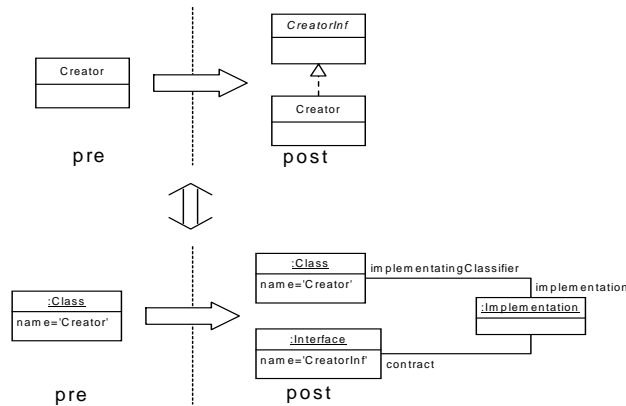 CreatorInf
Creator
Creator
pre
post
:Class
implementatingClassifier
name='Creator'
:Class
implementation
name='Creator'
:Implementation
:Interface
name='CreatorInf'
contract
pre
post